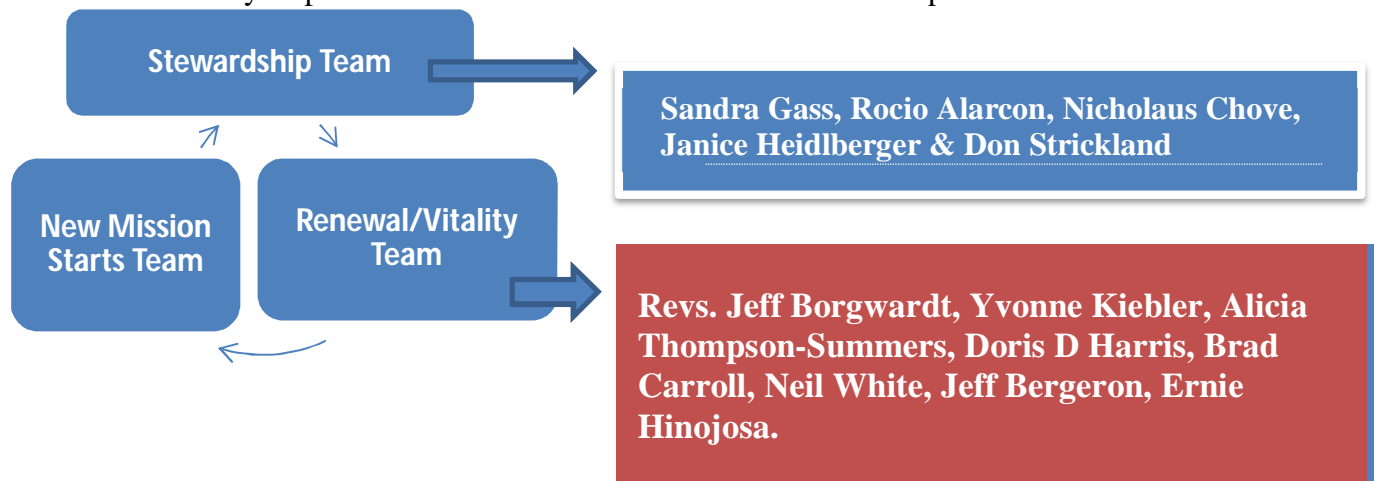 Stewardship Team
Sandra Gass, Rocio Alarcon, Nicholaus Chove,
Janice Heidlberger & Don Strickland
New Mission
Starts Team
Renewal/Vitality
Team
Revs. Jeff Borgwardt, Yvonne Kiebler, Alicia
Thompson-Summers, Doris D Harris, Brad
Carroll, Neil White, Jeff Bergeron, Ernie
Hinojosa.